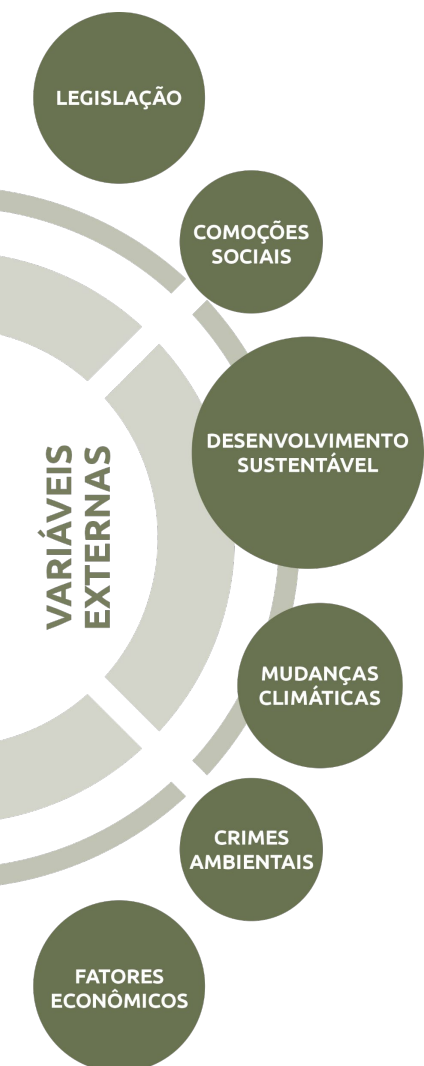 LEGISLAÇÃO
COMOÇÕES
SOCIAIS
DESENVOLVIMENTO
SUSTENTÁVEL
VARIÁVEIS
EXTERNAS
MUDANÇAS
CLIMÁTICAS
CRIMES
AMBIENTAIS
FATORES
ECONÔMICOS